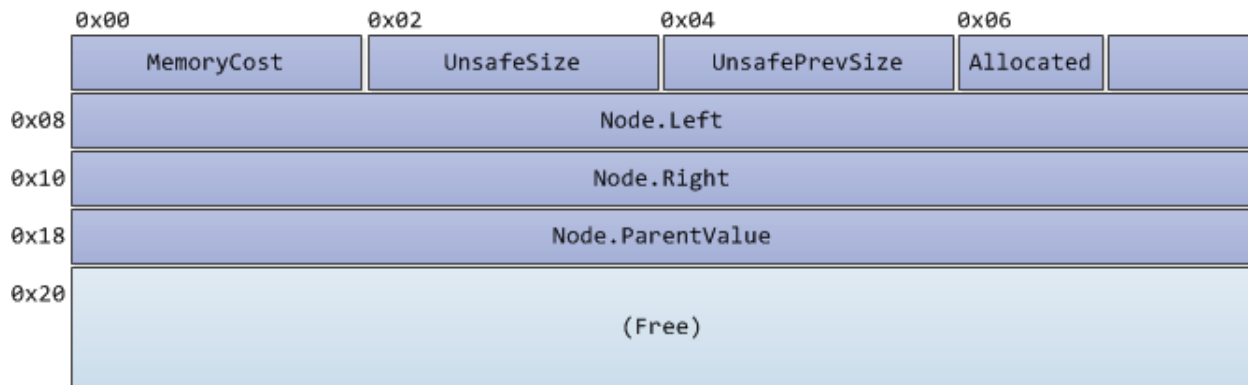 0x00 0x02 0x04 0x06
MemoryCost UnsafeSize UnsafePrevSize Allocated
0x08 Node.Left
0x10 Node.Right
0x18 Node.ParentValue
0x20
(Free)